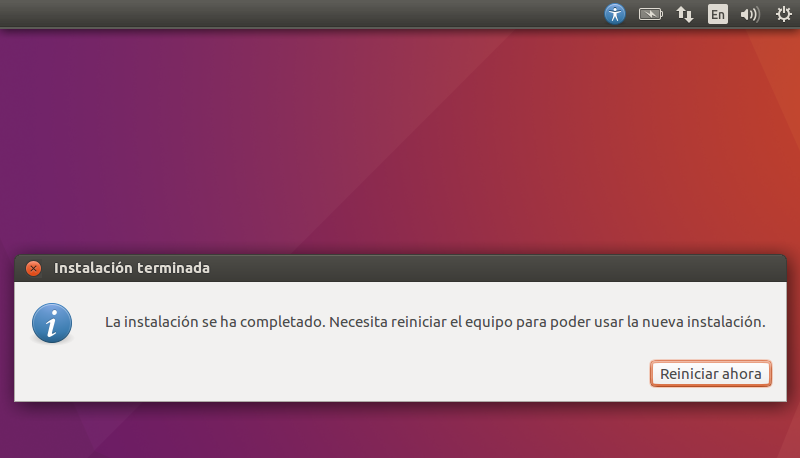 En
Instalación terminada
La instalación se ha completado. Necesita reiniciar el equipo para poder usar la nueva instalación.
Reiniciar ahora